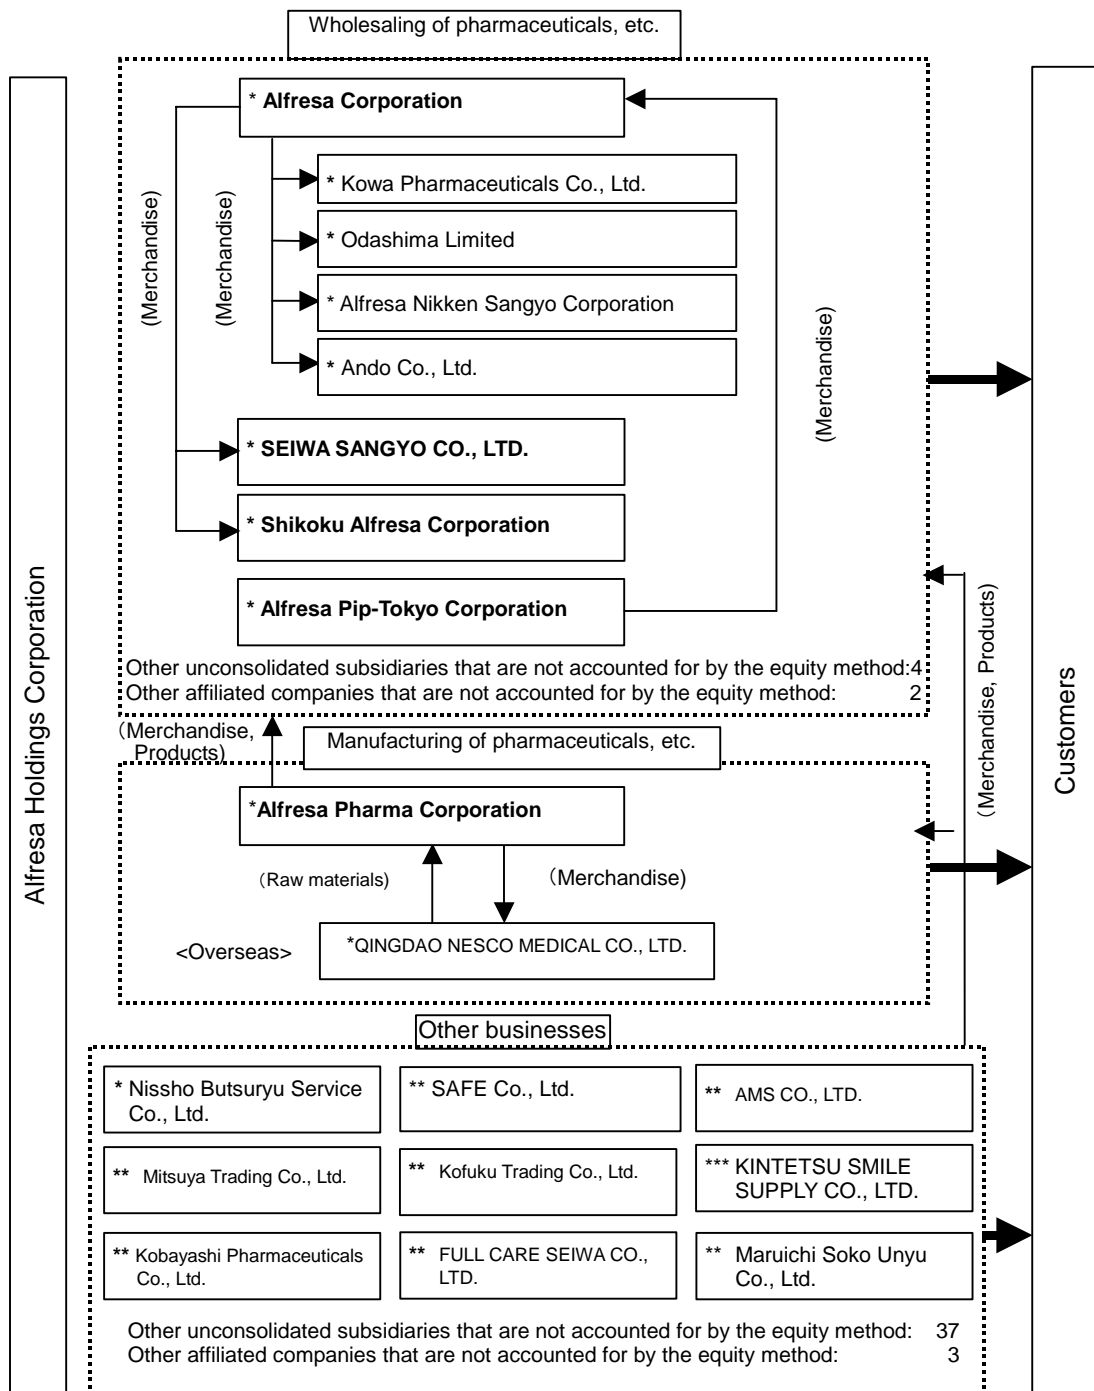 Wholesaling of pharmaceuticals, etc.
Alfresa Holdings Corporation
Customers
* Alfresa Corporation
(Merchandise)
(Merchandise)
* Kowa Pharmaceuticals Co., Ltd.
* Odashima Limited
* Alfresa Nikken Sangyo Corporation
* Ando Co., Ltd.
(Merchandise)
* SEIWA SANGYO CO., LTD.
* Shikoku Alfresa Corporation
* Alfresa Pip-Tokyo Corporation
Other unconsolidated subsidiaries that are not accounted for by the equity method:4
Other affiliated companies that are not accounted for by the equity method: 2
(Merchandise, Products)
(Merchandise,
Products)
Manufacturing of pharmaceuticals, etc.
*Alfresa Pharma Corporation
(Raw materials)
(Merchandise)
<Overseas>
*QINGDAO NESCO MEDICAL CO., LTD.
Other businesses
* Nissho Butsuryu Service
Co., Ltd.
** SAFE Co., Ltd.
** AMS CO., LTD.
** Mitsuya Trading Co., Ltd.
** Kofuku Trading Co., Ltd.
*** KINTETSU SMILE
SUPPLY CO., LTD.
** Kobayashi Pharmaceuticals
Co., Ltd.
** FULL CARE SEIWA CO.,
LTD.
** Maruichi Soko Unyu
Co., Ltd.
Other unconsolidated subsidiaries that are not accounted for by the equity method: 37
Other affiliated companies that are not accounted for by the equity method: 3